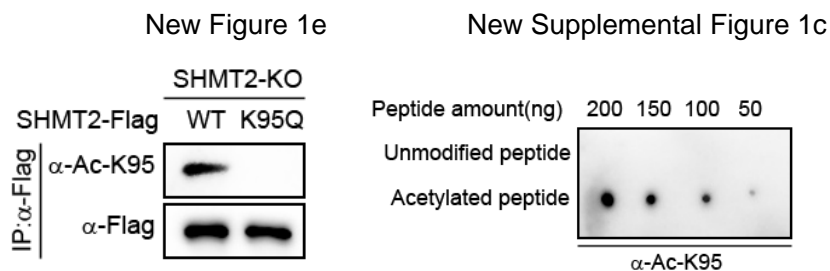 New Figure 1e
SHMT2-KO
SHMT2-Flag WT K95Q
IP:α-Flag
α-Ac-K95
α-Flag
New Supplemental Figure 1c
Peptide amount(ng) 200 150 100 50
Unmodified peptide
Acetylated peptide
α-Ac-K95